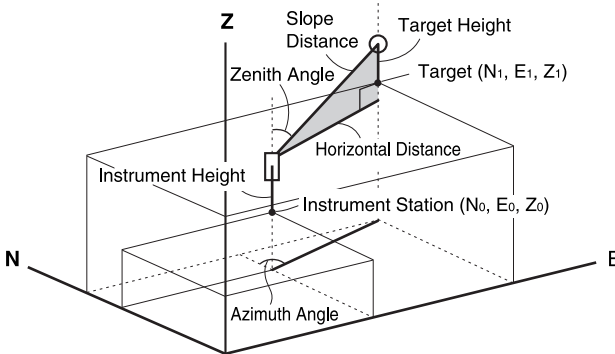 Slope
Distance
Target Height
Z
Zenith Angle
Target (N1, E1, Z1)
Horizontal Distance
Instrument Height
Instrument Station (N0, E0, Z0)
N
E
Azimuth Angle